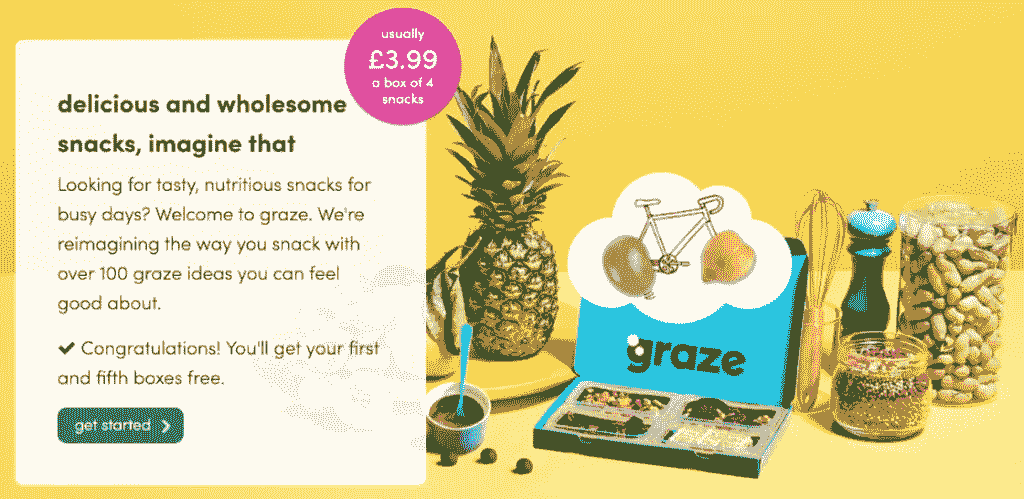 usually
£3.99
a box of 4
snacks
delicious and wholesome
snacks, imagine that
Looking for tasty, nutritious snacks for
busy days? Welcome to graze. We're
reimagining the way you snack with
over 100 graze ideas you can feel
good about.
✔ Congratulations! You'll get your first
and fifth boxes free.
get started >
graze